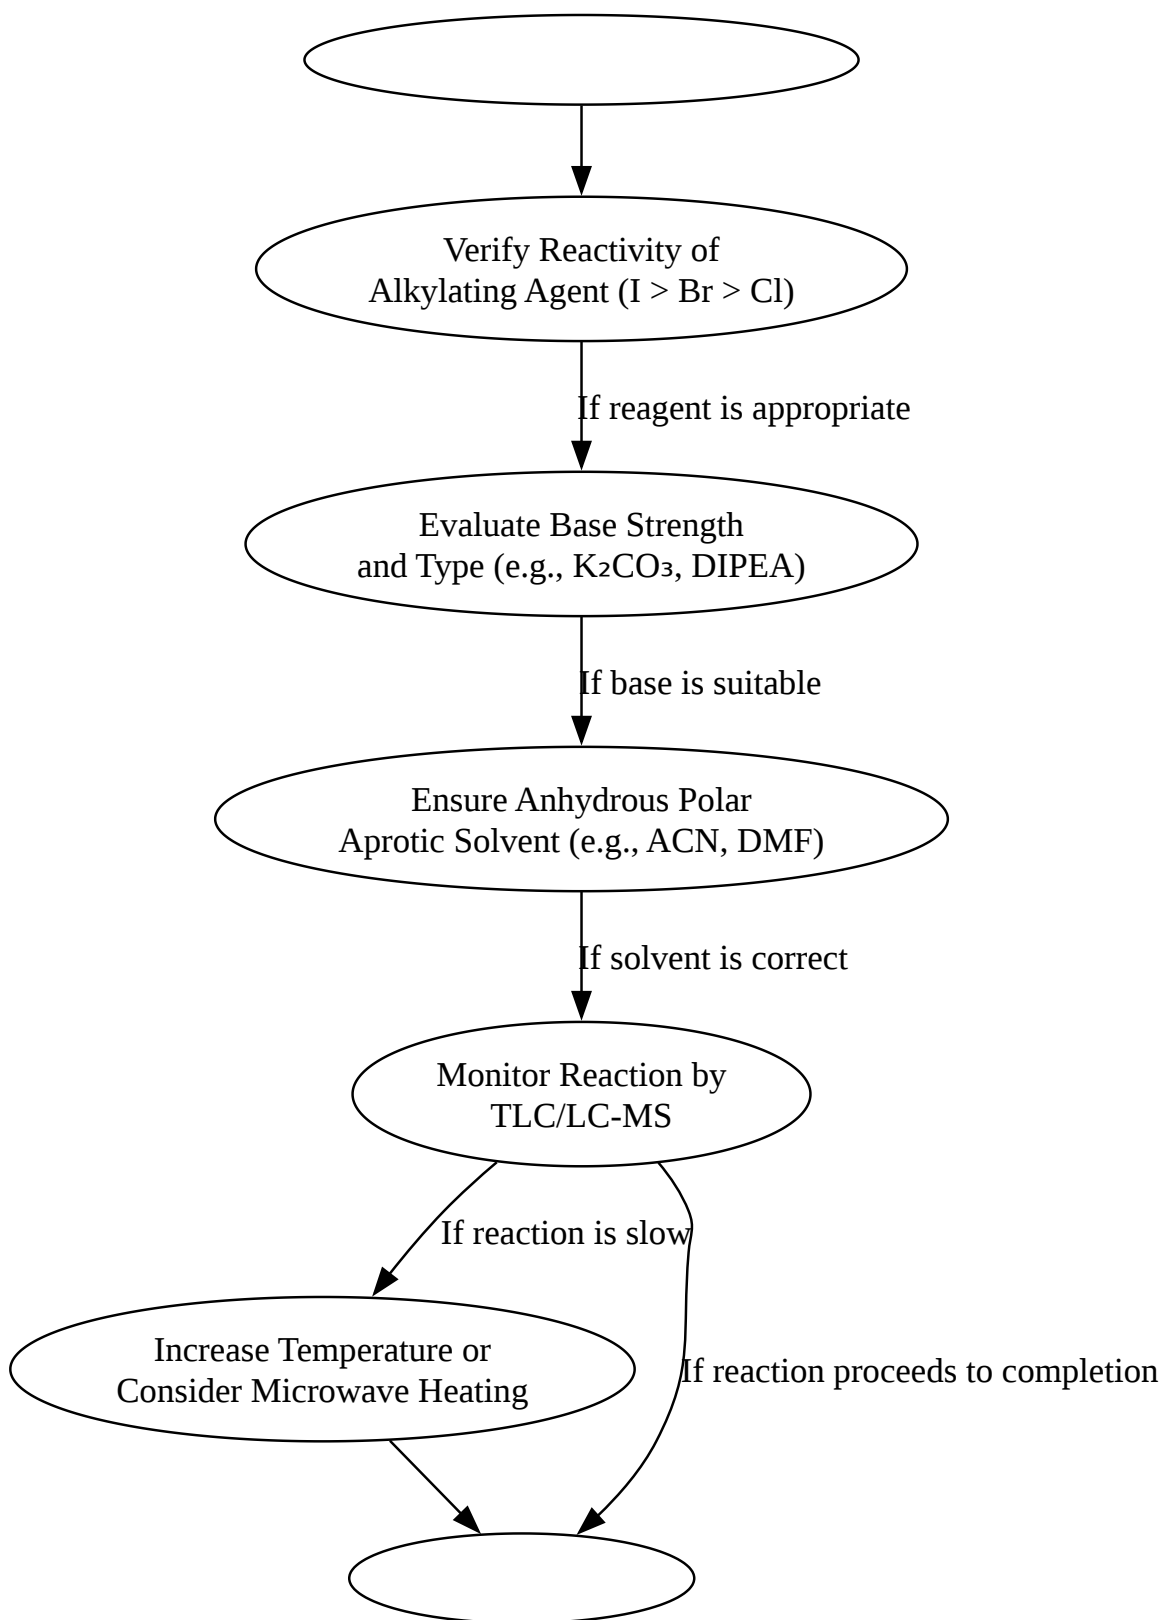 Verify Reactivity of
Alkylating Agent (I > Br > Cl)
If reagent is appropriate
Evaluate Base Strength
and Type (e.g., K₂CO₃, DIPEA)
If base is suitable
Ensure Anhydrous Polar
Aprotic Solvent (e.g., ACN, DMF)
If solvent is correct
Monitor Reaction by
TLC/LC-MS
If reaction is slow
Increase Temperature or
Consider Microwave Heating
If reaction proceeds to completion